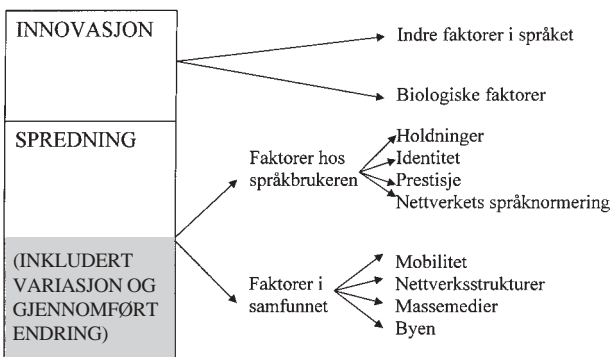 INNOVASJON
Indre faktorer i språket
Biologiske faktorer
SPREDNING
Faktorer hos
språkbrukeren
Holdninger
Identitet
Prestisje
Nettverkets språknormering
(INKLUDERT
VARIASJON OG
GJENNOMFØRT
ENDRING)
Faktorer i
samfunnet
Mobilitet
Nettverksstrukturer
Massemedier
Byen